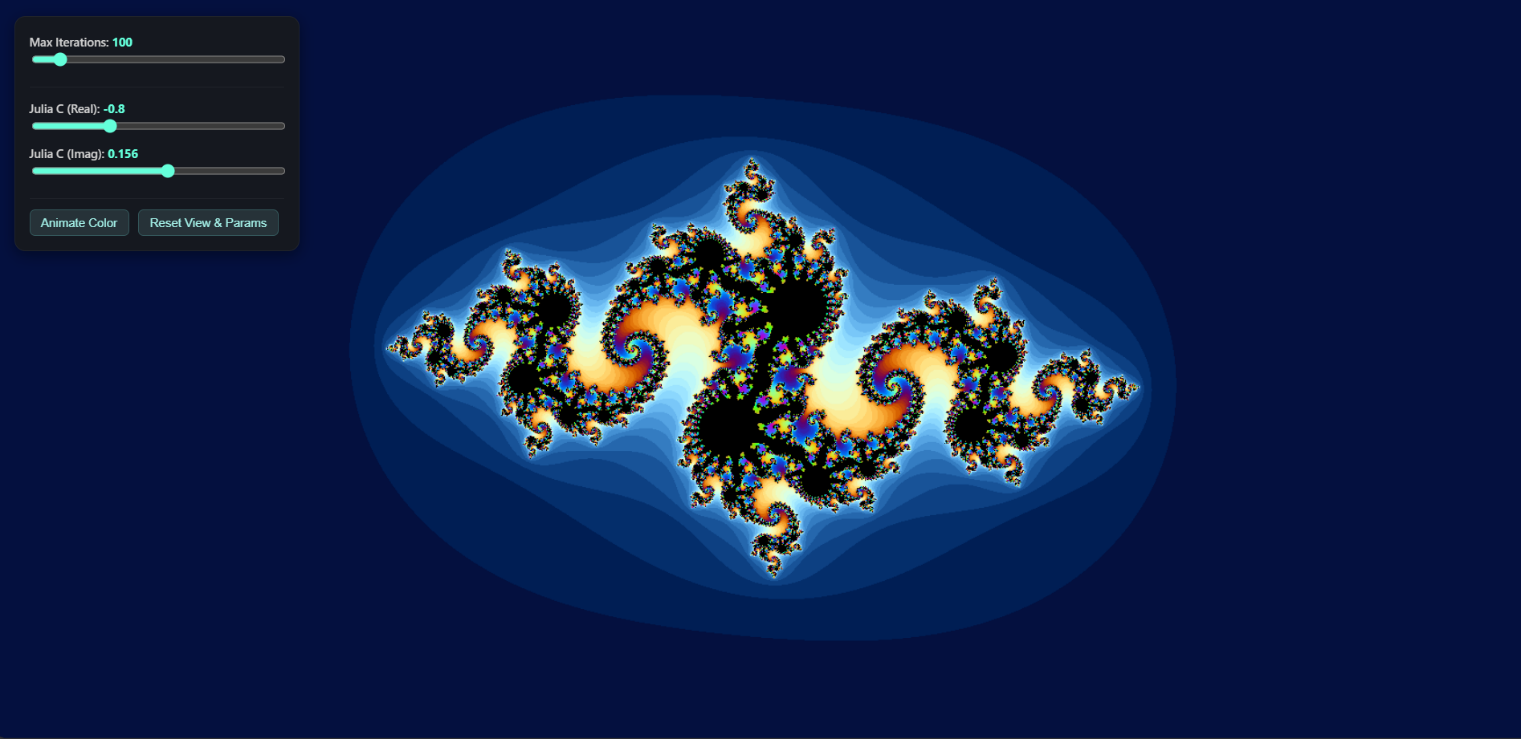 Max Iterations: 100
Julia C (Real): -0.8
Julia C (Imag): 0.156
Animate Color
Reset View & Params